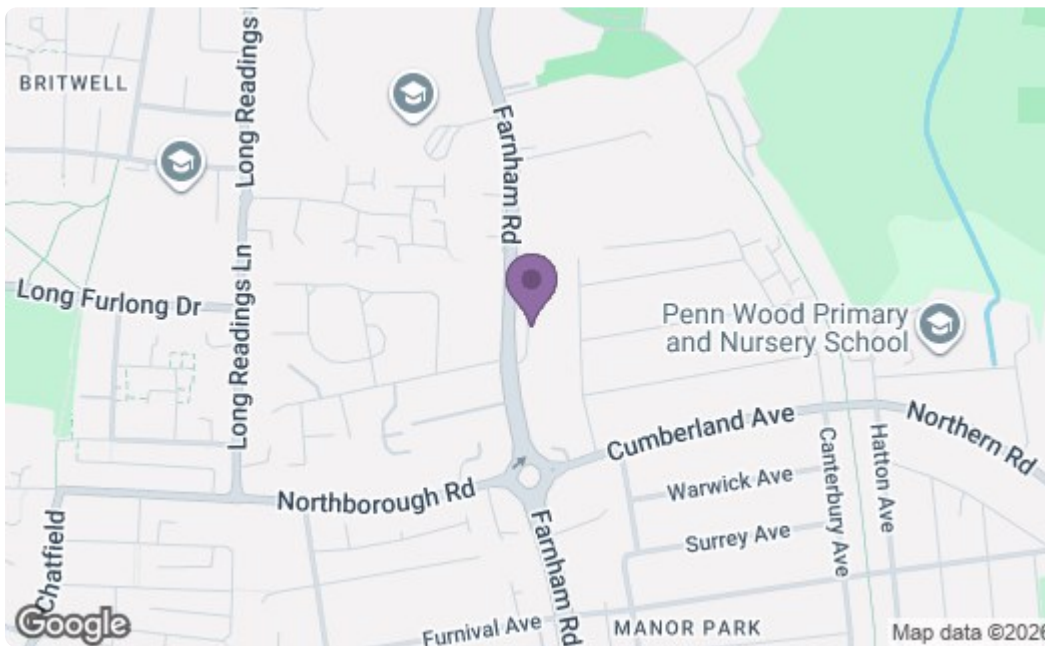 BRITWELL
Long Readings
Farnham Rd
Long Readings Ln
Long Furlong Dr
Penn Wood Primary
and Nursery School
Cumberland Ave
Northern Rd
Northborough Rd
Warwick Ave
Canterbury Ave
Hatton Ave
Surrey Ave
Chatfield
Farnham Rd
Furnival Ave
MANOR PARK
Google
Map data ©2026